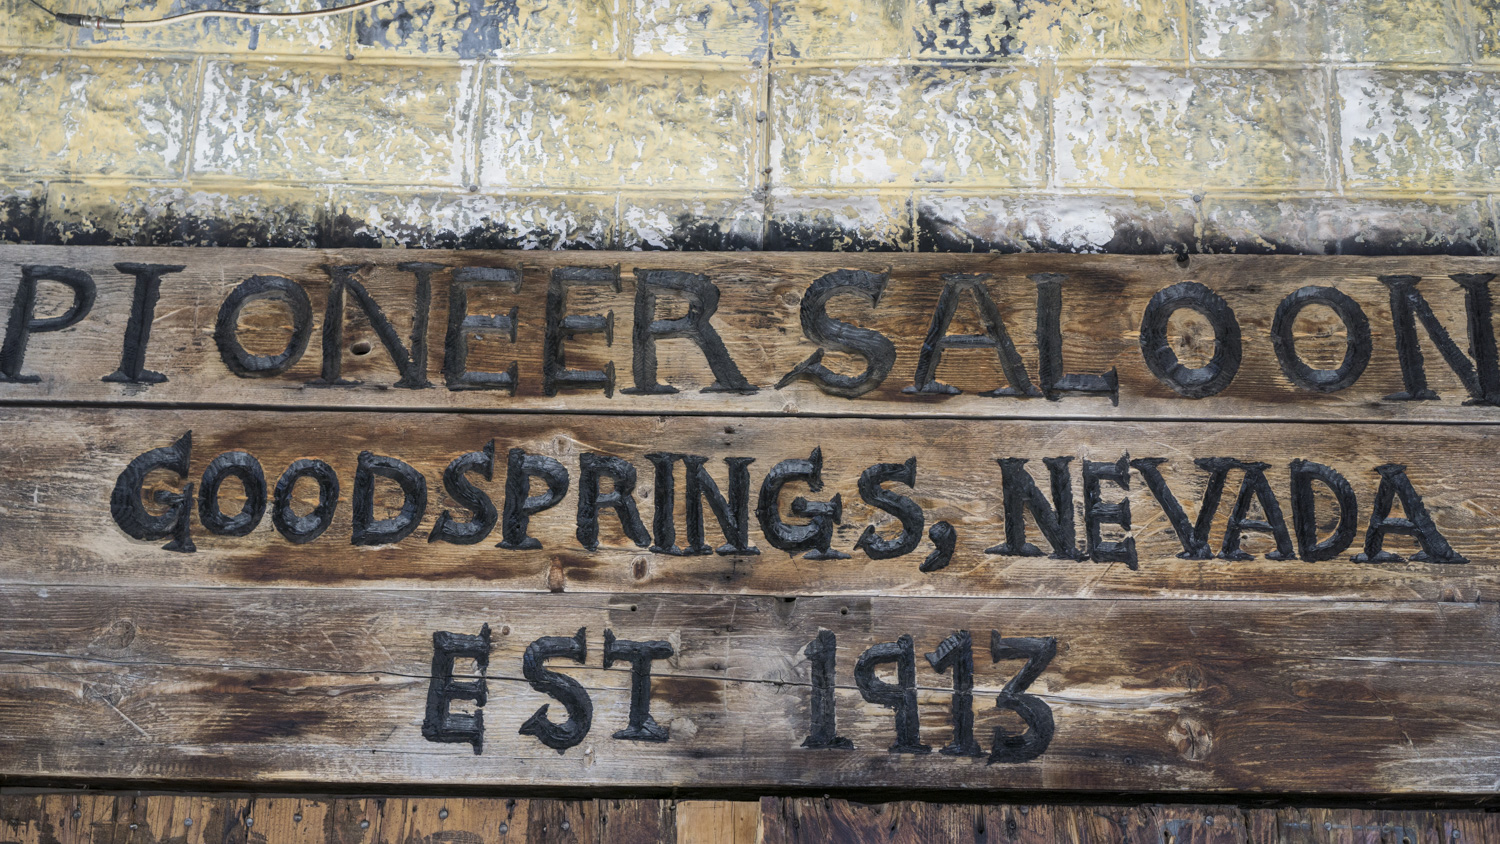 PIONEER SALOON
GOODSPRINGS, NEVADA
EST 1913